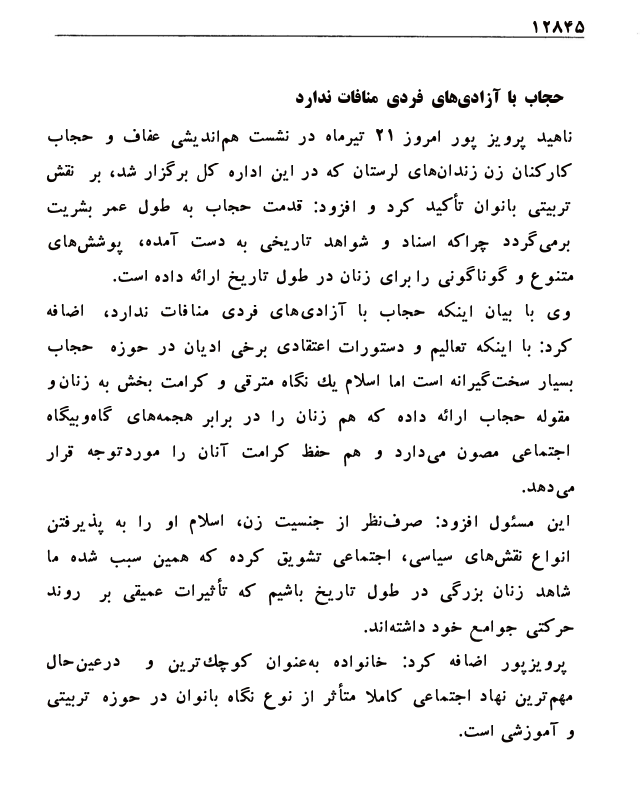 ۱۲۸۴۵
حجاب با آزادی‌های فردی منافات ندارد
ناهید پرویز پور امروز ۲۱ تیرماه در نشست هم‌اندیشی عفاف و حجاب
کارکنان زن زندان‌های لرستان که در این اداره کل برگزار شد، بر نقش
تربیتی بانوان تأکید کرد و افزود: قدمت حجاب به طول عمر بشریت
برمی‌گردد چراکه اسناد و شواهد تاریخی به دست آمده، پوشش‌های
متنوع و گوناگونی را برای زنان در طول تاریخ ارائه داده است.
وی با بیان اینکه حجاب با آزادی‌های فردی منافات ندارد، اضافه
کرد: با اینکه تعالیم و دستورات اعتقادی برخی ادیان در حوزه حجاب
بسیار سخت‌گیرانه است اما اسلام یك نگاه مترقی و کرامت بخش به زنان و
مقوله حجاب ارائه داده که هم زنان را در برابر هجمه‌های گاه‌وبیگاه
اجتماعی مصون می‌دارد و هم حفظ کرامت آنان را موردتوجه قرار
می‌دهد.
این مسئول افزود: صرف‌نظر از جنسیت زن، اسلام او را به پذیرفتن
انواع نقش‌های سیاسی، اجتماعی تشویق کرده که همین سبب شده ما
شاهد زنان بزرگی در طول تاریخ باشیم که تأثیرات عمیقی بر روند
حرکتی جوامع خود داشته‌اند.
پرویزپور اضافه کرد: خانواده به‌عنوان کوچك‌ترین و درعین‌حال
مهم‌ترین نهاد اجتماعی کاملا متأثر از نوع نگاه بانوان در حوزه تربیتی
و آموزشی است.